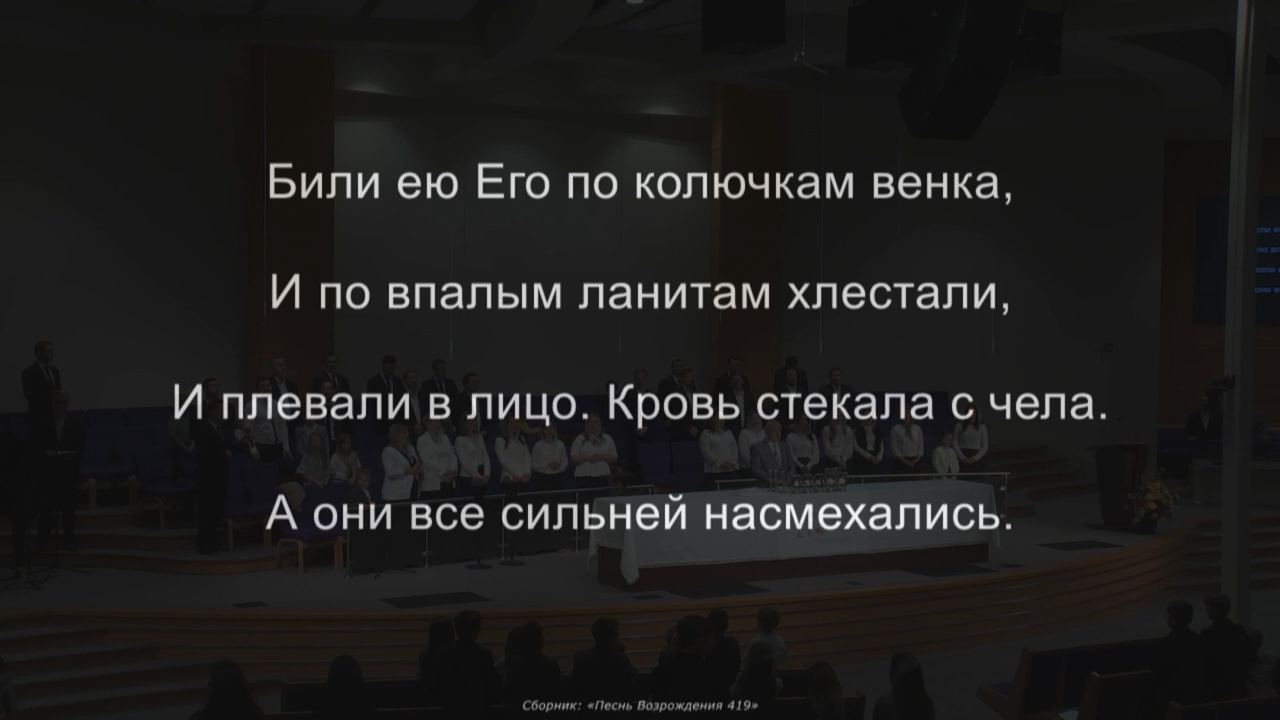 Били ею Его по колючкам венка,
И по впалым ланитам хлестали,
И плевали в лицо. Кровь стекала с чела.
А они все сильней насмехались.
Сборник: «Песнь Возрождения 419»